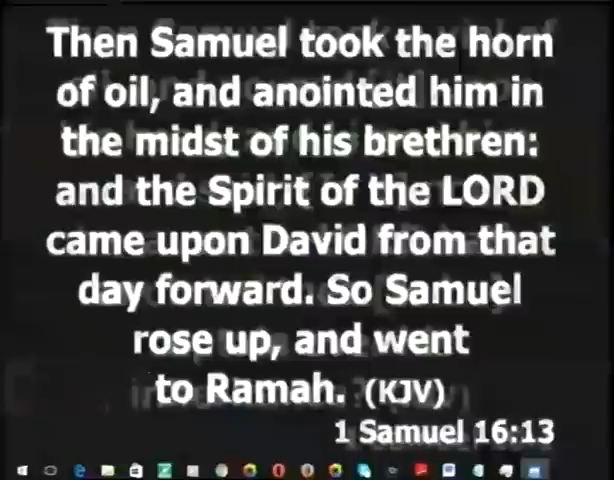 Then Samuel took the horn
of oil, and anointed him in
the midst of his brethren:
and the Spirit of the LORD
came upon David from that
day forward. So Samuel
rose up, and went
to Ramah. (KJV)
1 Samuel 16:13